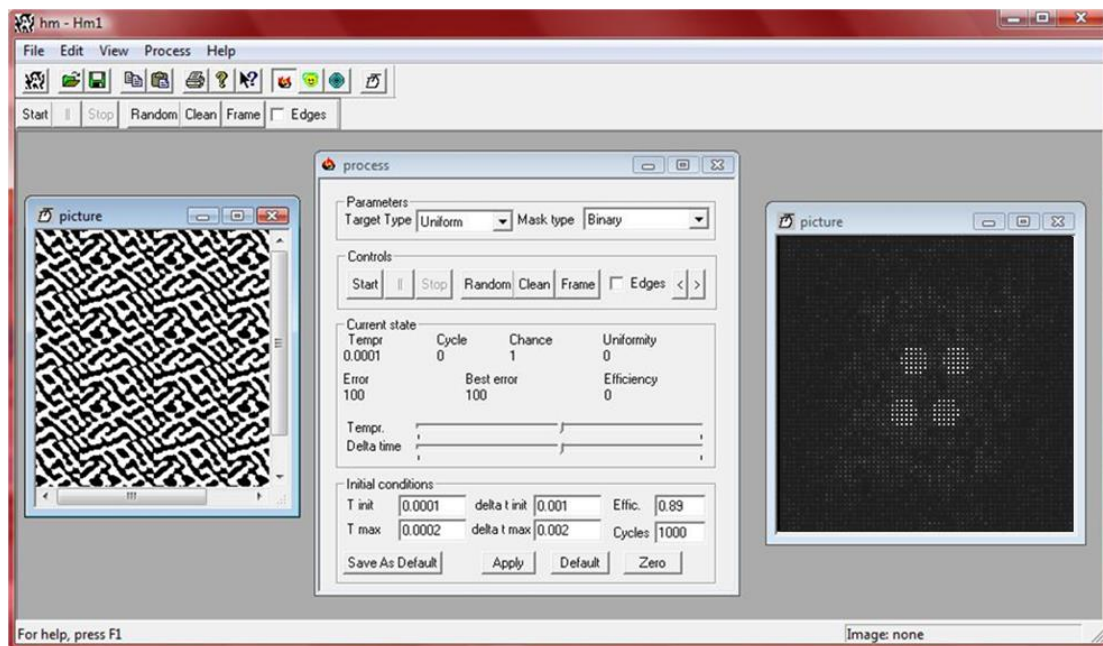 hm - Hm1
File Edit View Process Help
Start || Stop Random Clean Frame Edges
picture
process
Parameters
Target Type Uniform Mask type Binary
Controls
Start || Stop Random Clean Frame Edges < >
Current state
Tempr Cycle Chance Uniformity
0.0001 0 1 0
Error Best error Efficiency
100 100 0
Tempr.
Delta time
Initial conditions
T init 0.0001 delta t init 0.001 Effic. 0.89
T max 0.0002 delta t max 0.002 Cycles 1000
Save As Default Apply Default Zero
picture
For help, press F1
Image: none